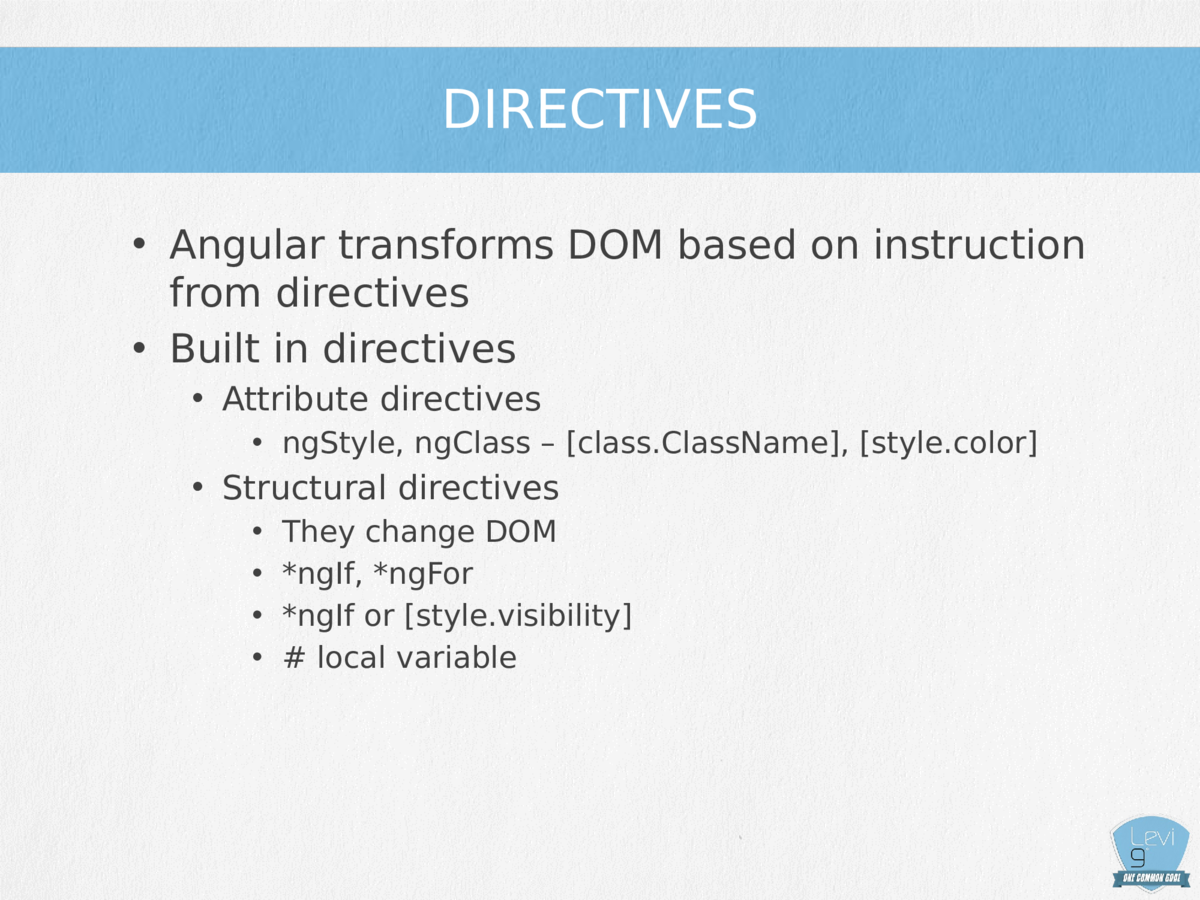 DIRECTIVES
• Angular transforms DOM based on instruction
from directives
• Built in directives
• Attribute directives
• ngStyle, ngClass – [class.ClassName], [style.color]
• Structural directives
• They change DOM
• *ngIf, *ngFor
• *ngIf or [style.visibility]
• # local variable
Levi
9
ONE COMMON GOAL